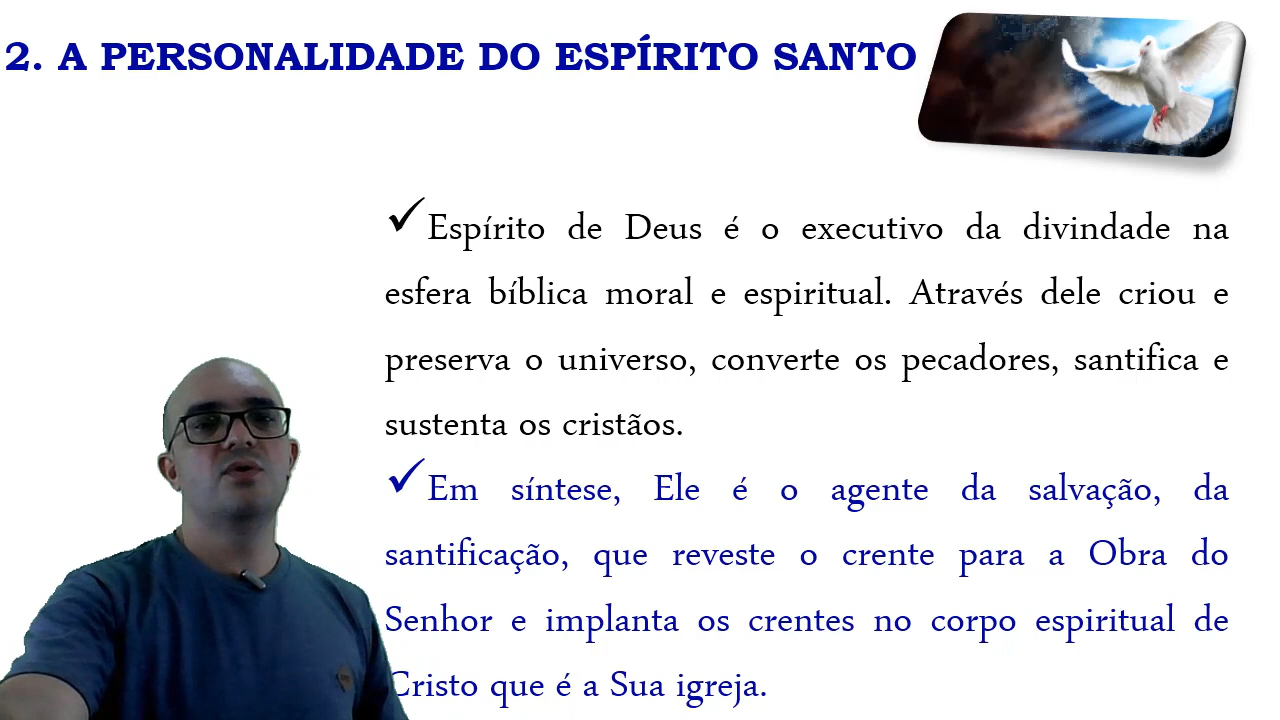 2. A PERSONALIDADE DO ESPÍRITO SANTO
✓Espírito de Deus é o executivo da divindade na
esfera bíblica moral e espiritual. Através dele criou e
preserva o universo, converte os pecadores, santifica e
sustenta os cristãos.
✓Em síntese, Ele é o agente da salvação, da
santificação, que reveste o crente para a Obra do
Senhor e implanta os crentes no corpo espiritual de
Cristo que é a Sua igreja.